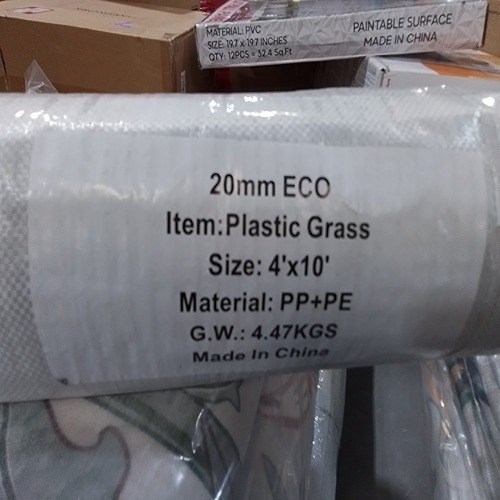 MATERIAL: PVC
SIZE: 19.7 x 19.7 INCHES
QTY: 12PCS = 32.4 Sq.Ft
PAINTABLE SURFACE
MADE IN CHINA
20mm ECO
Item:Plastic Grass
Size: 4'x10'
Material: PP+PE
G.W.: 4.47KGS
Made In China